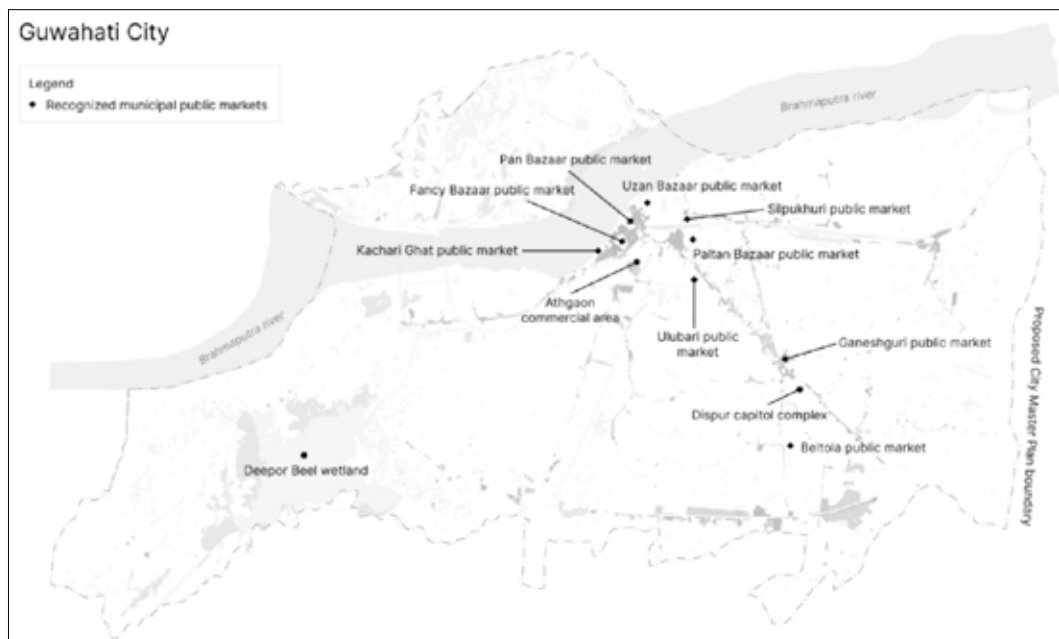 Guwahati City
Legend
Recognized municipal public markets
Brahmaputra river
Pan Bazaar public market
Uzan Bazaar public market
Fancy Bazaar public market
Silpukhuri public market
Kachari Ghat public market
Paltan Bazaar public market
Athgaon
commercial area
Ulubari public
market
Brahmaputra river
Ganeshguri public market
Dispur capitol complex
Beltola public market
Deepor Beel wetland
Proposed City Master Plan boundary